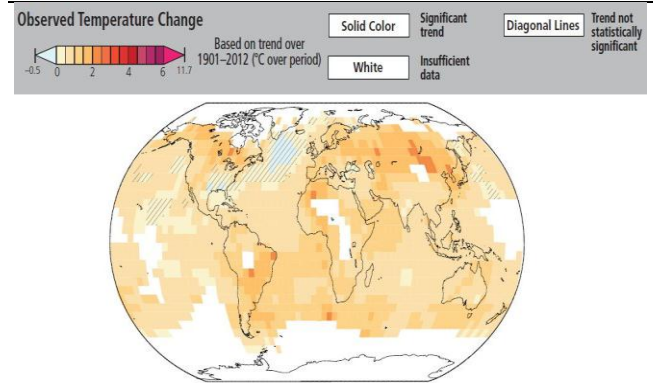 Observed Temperature Change
−0.5 0 2 4 6 11.7
Based on trend over
1901–2012 (°C over period)
Solid Color
Significant
trend
White
Insufficient
data
Diagonal Lines
Trend not
statistically
significant